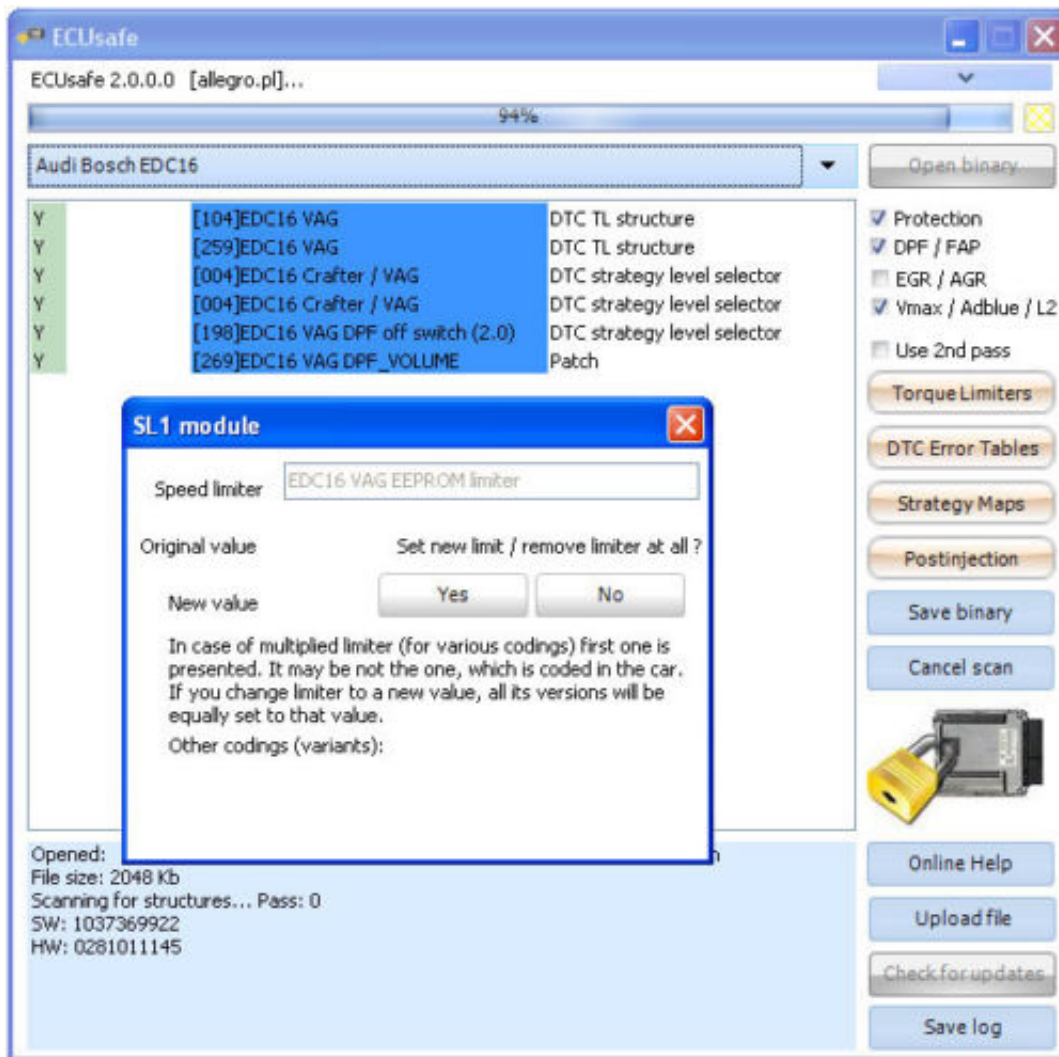 ECUsafe
ECUsafe 2.0.0.0 [allegro.pl]...
94%
Audi Bosch EDC16
Open binary
Y [104]EDC16 VAG DTC TL structure
Y [259]EDC16 VAG DTC TL structure
Y [004]EDC16 Crafter / VAG DTC strategy level selector
Y [004]EDC16 Crafter / VAG DTC strategy level selector
Y [198]EDC16 VAG DPF off switch (2.0) DTC strategy level selector
Y [269]EDC16 VAG DPF_VOLUME Patch
Protection
DPF / FAP
EGR / AGR
Vmax / Adblue / L2
Use 2nd pass
Torque Limiters
DTC Error Tables
Strategy Maps
Postinjection
Save binary
Cancel scan
SL1 module
Speed limiter EDC16 VAG EEPROM limiter
Original value Set new limit / remove limiter at all ?
New value Yes No
In case of multiplied limiter (for various codings) first one is
presented. It may be not the one, which is coded in the car.
If you change limiter to a new value, all its versions will be
equally set to that value.
Other codings (variants):
Opened:
File size: 2048 Kb
Scanning for structures... Pass: 0
SW: 1037369922
HW: 0281011145
Online Help
Upload file
Check for updates
Save log